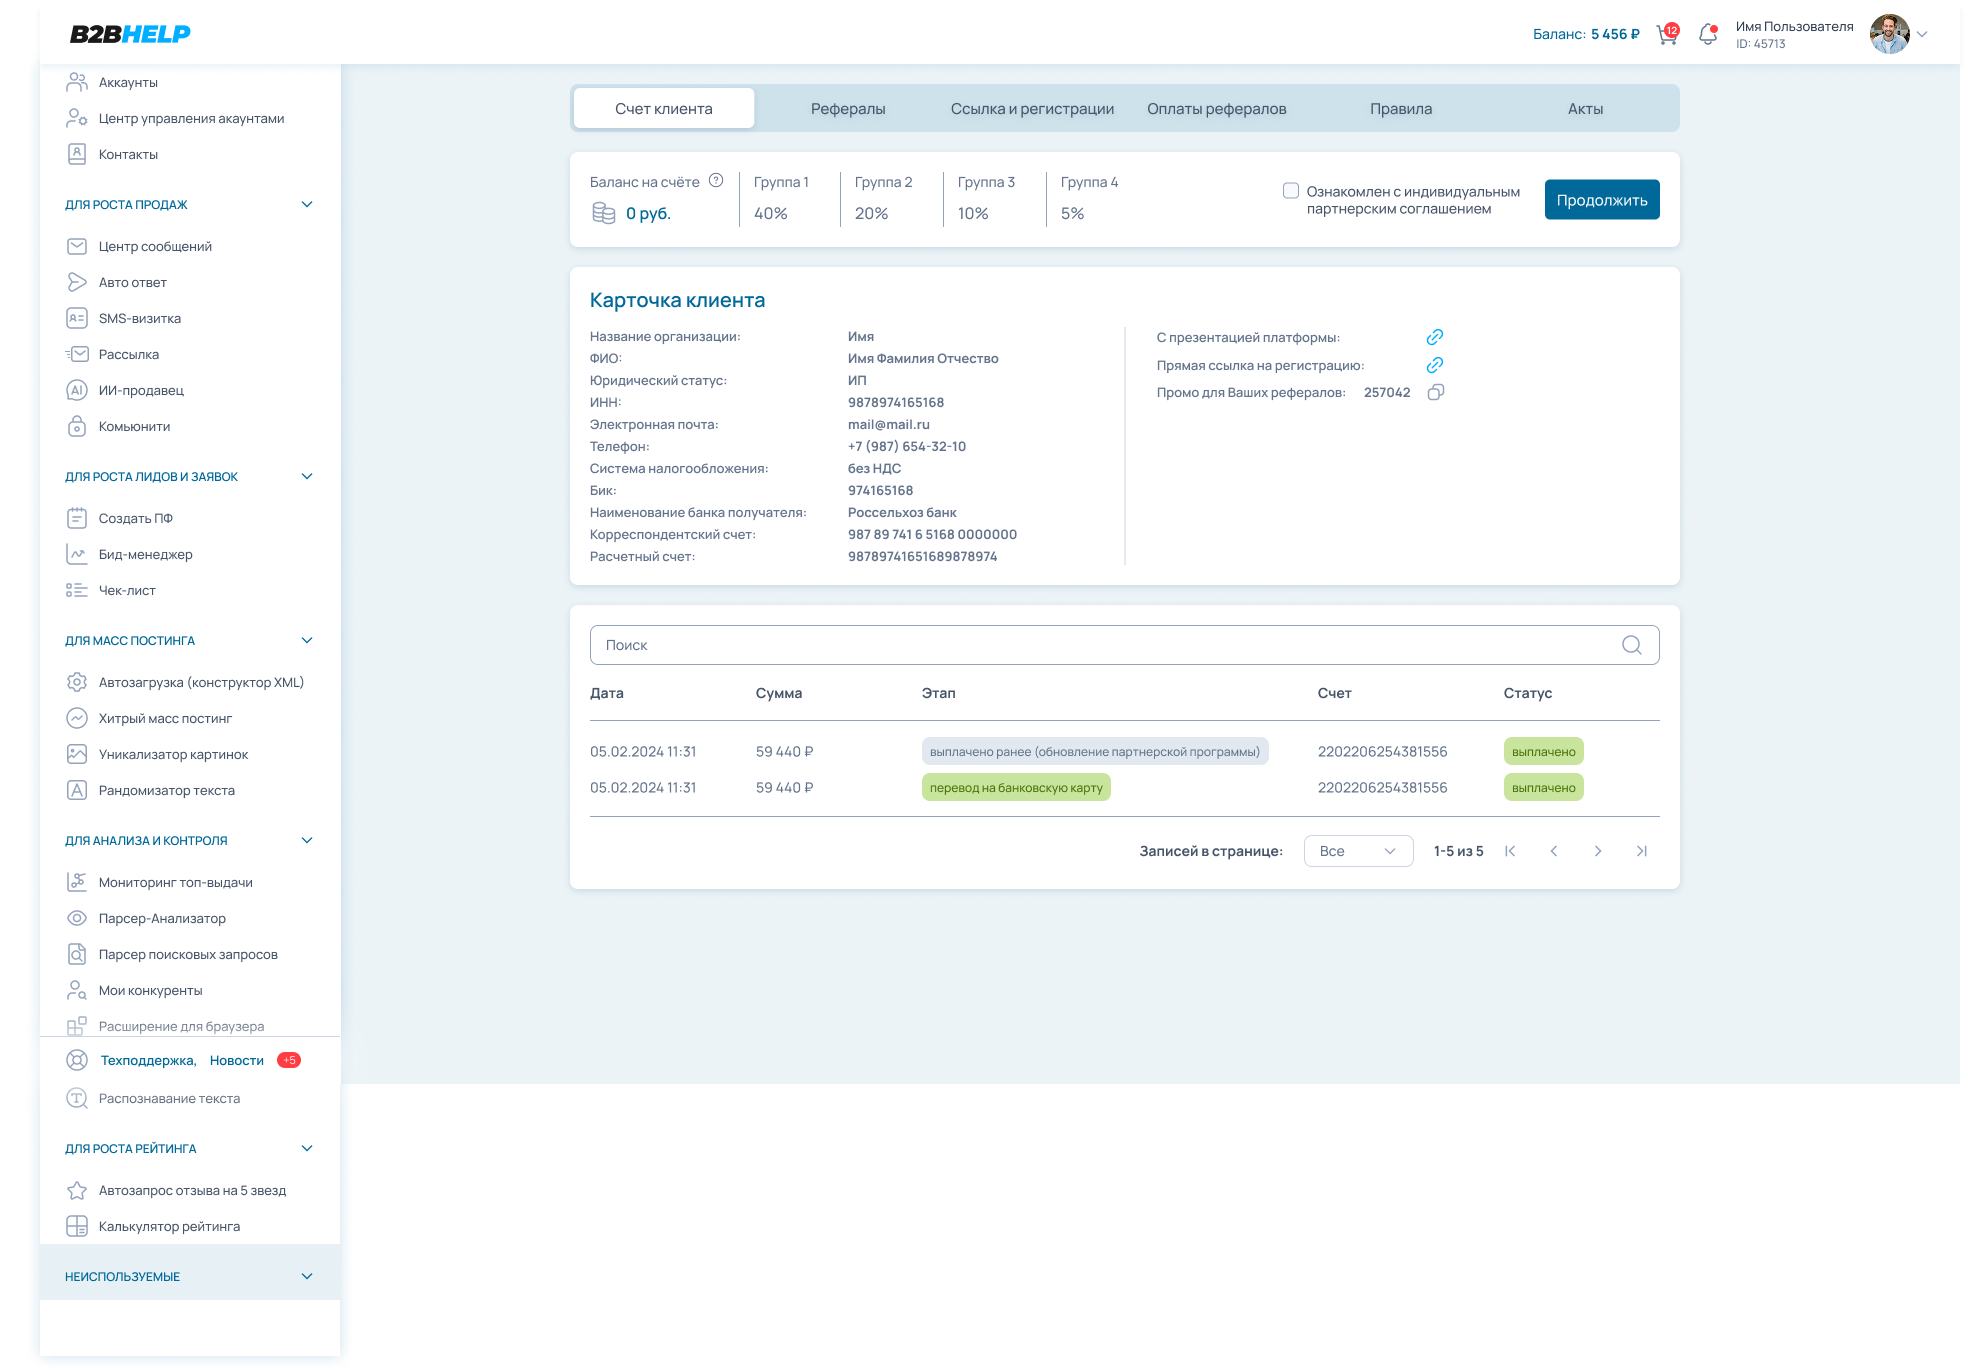 B2BHELP
Баланс: 5 456 ₽
12
Имя Пользователя
ID: 45713
Аккаунты
Центр управления акаунтами
Контакты
ДЛЯ РОСТА ПРОДАЖ
Центр сообщений
Авто ответ
SMS-визитка
Рассылка
AI
ИИ-продавец
Комьюнити
ДЛЯ РОСТА ЛИДОВ И ЗАЯВОК
Создать ПФ
Бид-менеджер
Чек-лист
ДЛЯ МАСС ПОСТИНГА
Автозагрузка (конструктор XML)
Хитрый масс постинг
Уникализатор картинок
Рандомизатор текста
ДЛЯ АНАЛИЗА И КОНТРОЛЯ
Мониторинг топ-выдачи
Парсер-Анализатор
Парсер поисковых запросов
Мои конкуренты
Расширение для браузера
Техподдержка, Новости +5
Распознавание текста
ДЛЯ РОСТА РЕЙТИНГА
Автозапрос отзыва на 5 звезд
Калькулятор рейтинга
НЕИСПОЛЬЗУЕМЫЕ
Счет клиента Рефералы Ссылка и регистрации Оплаты рефералов Правила Акты
Баланс на счёте ? Группа 1 Группа 2 Группа 3 Группа 4
0 руб. 40% 20% 10% 5%
Ознакомлен с индивидуальным
партнерским соглашением
Продолжить
Карточка клиента
Название организации: Имя
ФИО: Имя Фамилия Отчество
Юридический статус: ИП
ИНН: 9878974165168
Электронная почта: mail@mail.ru
Телефон: +7 (987) 654-32-10
Система налогообложения: без НДС
Бик: 974165168
Наименование банка получателя: Россельхоз банк
Корреспондентский счет: 987 89 741 6 5168 0000000
Расчетный счет: 98789741651689878974
С презентацией платформы:
Прямая ссылка на регистрацию:
Промо для Ваших рефералов: 257042
Поиск
Дата Сумма Этап Счет Статус
05.02.2024 11:31 59 440 ₽ выплачено ранее (обновление партнерской программы) 2202206254381556 выплачено
05.02.2024 11:31 59 440 ₽ перевод на банковскую карту 2202206254381556 выплачено
Записей в странице: Все 1-5 из 5